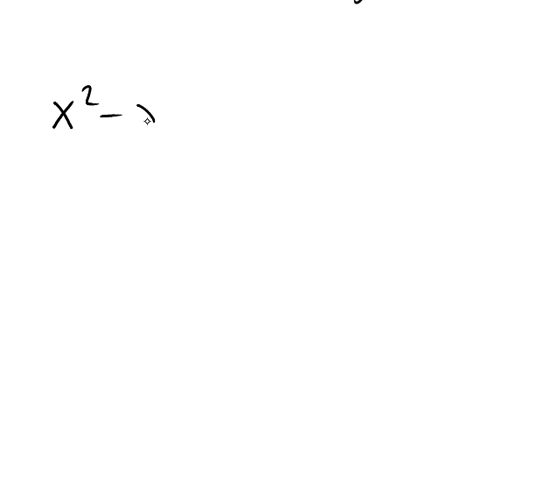 x² –